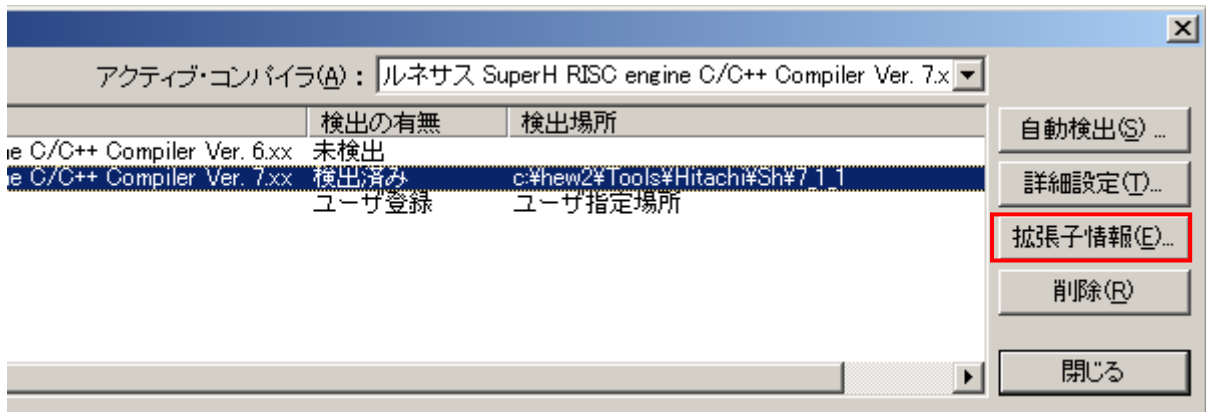 アクティブ・コンパイラ(A)： ルネサス SuperH RISC engine C/C++ Compiler Ver. 7.x
検出の有無 検出場所
e C/C++ Compiler Ver. 6.xx 未検出
e C/C++ Compiler Ver. 7.xx 検出済み c:¥hew2¥Tools¥Hitachi¥Sh¥7_1_1
ユーザ登録 ユーザ指定場所
自動検出(S) ...
詳細設定(T)...
拡張子情報(E)...
削除(R)
閉じる